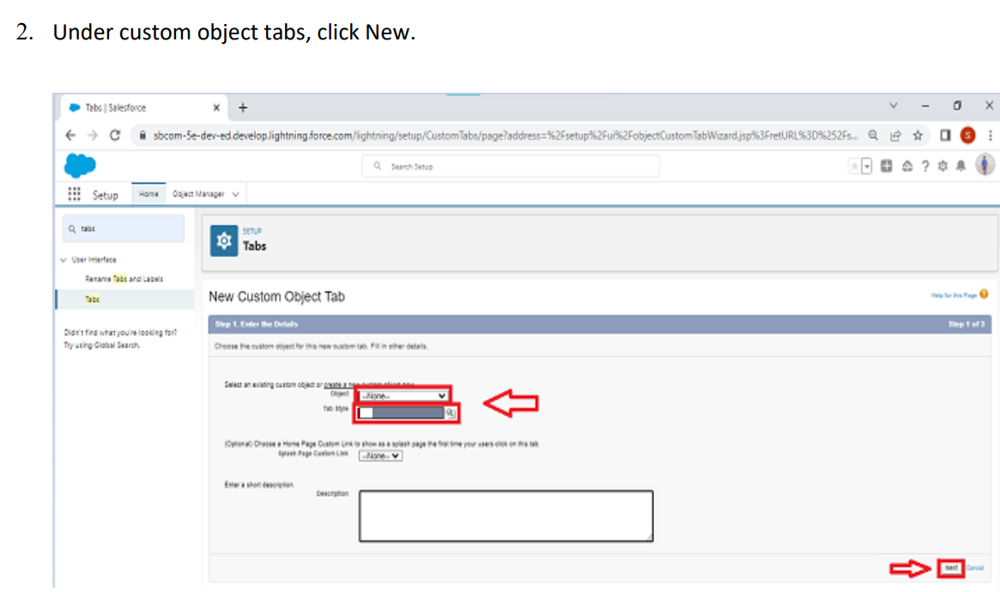 2. Under custom object tabs, click New.
Tabs | Salesforce
sbcom-5e-dev-ed.develop.lightning.force.com/lightning/setup/CustomTabs/page?address=%2Fsetup%2Fui%2FobjectCustomTabWizard.jsp%3FretURL%3D%252Fs...
S
Search Setup
Setup Home Object Manager
tabs
SETUP
Tabs
User Interface
Rename Tabs and Labels
Tabs
Didn't find what you're looking for?
Try using Global Search.
New Custom Object Tab
Help for this Page
Step 1. Enter the Details Step 1 of 3
Choose the custom object for this new custom tab. Fill in other details.
Select an existing custom object or create a new custom object now.
Object --None--
Tab Style
(Optional) Choose a Home Page Custom Link to show as a splash page the first time your users click on this tab.
Splash Page Custom Link --None--
Enter a short description.
Description
Next Cancel